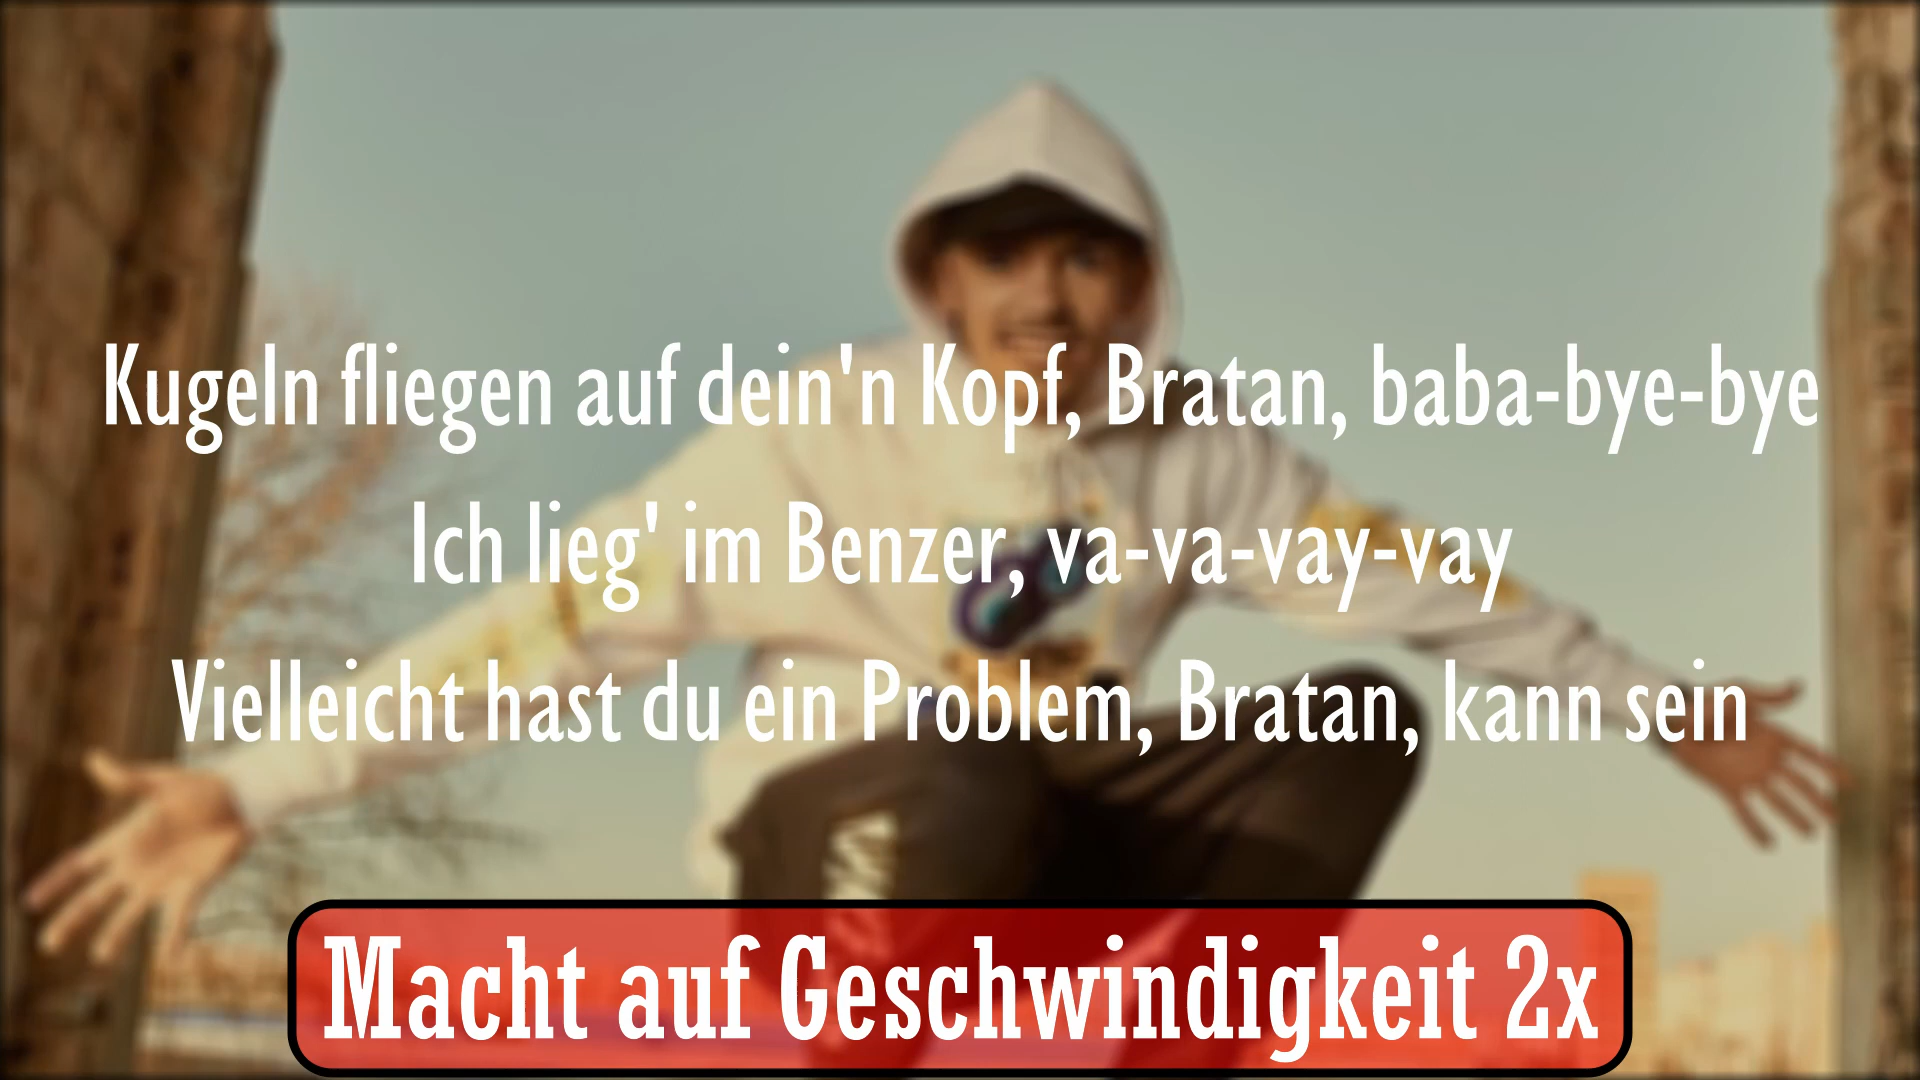 Kugeln fliegen auf dein'n Kopf, Bratan, baba-bye-bye
Ich lieg' im Benzer, va-va-vay-vay
Vielleicht hast du ein Problem, Bratan, kann sein
Macht auf Geschwindigkeit 2x